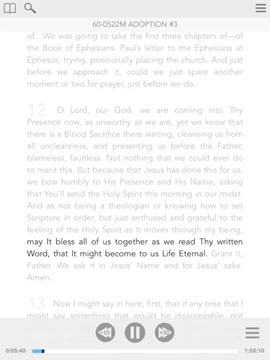 60-0522M ADOPTION #3
of...We was going to take the first three chapters of—of
the Book of Ephesians. Paul's letter to the Ephesians at
Ephesus, trying, positionally placing the church. And just
before we approach it, could we just spare another
moment or two for prayer, just before we do.
12 O Lord, our God, we are coming into Thy
Presence now, as unworthy as we are, yet we know that
there is a Blood Sacrifice there waiting, cleansing us from
all uncleanness, and presenting us before the Father,
blameless, faultless. Not nothing that we could ever do
to merit this. But because that Jesus has done this for us,
we bow humbly to His Presence and His Name, asking
that You'll send the Holy Spirit this morning in our midst.
And as not being a theologian or knowing how to set
Scripture in order, but just enthused and grateful to the
feeling of the Holy Spirit as It moves through my being,
may It bless all of us together as we read Thy written
Word, that It might become to us Life Eternal. Grant it,
Father. We ask it in Jesus' Name and for Jesus' sake.
Amen.
13 Now I might say in here, first, that if any time that I
might say something that would be disagreeable, not
0:05:40 1:58:10